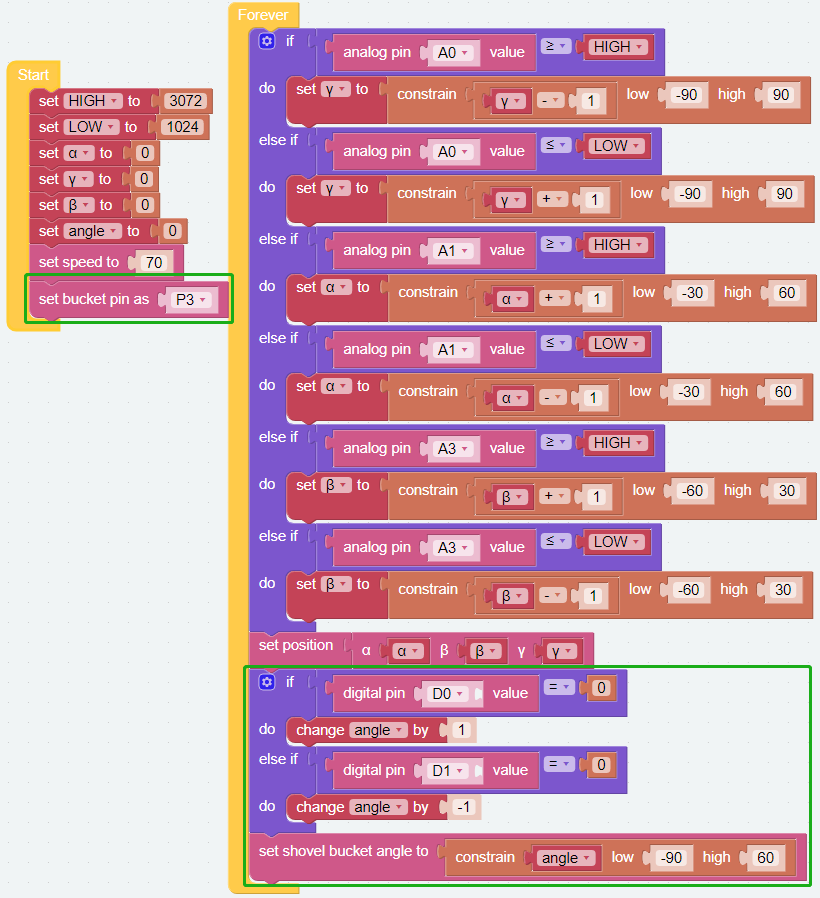 Start
set HIGH to 3072
set LOW to 1024
set α to 0
set γ to 0
set β to 0
set angle to 0
set speed to 70
set bucket pin as P3
Forever
if analog pin A0 value ≥ HIGH
do set γ to constrain γ - 1 low -90 high 90
else if analog pin A0 value ≤ LOW
do set γ to constrain γ + 1 low -90 high 90
else if analog pin A1 value ≥ HIGH
do set α to constrain α + 1 low -30 high 60
else if analog pin A1 value ≤ LOW
do set α to constrain α - 1 low -30 high 60
else if analog pin A3 value ≥ HIGH
do set β to constrain β + 1 low -60 high 30
else if analog pin A3 value ≤ LOW
do set β to constrain β - 1 low -60 high 30
set position α α β β γ γ
if digital pin D0 value = 0
do change angle by 1
else if digital pin D1 value = 0
do change angle by -1
set shovel bucket angle to constrain angle low -90 high 60